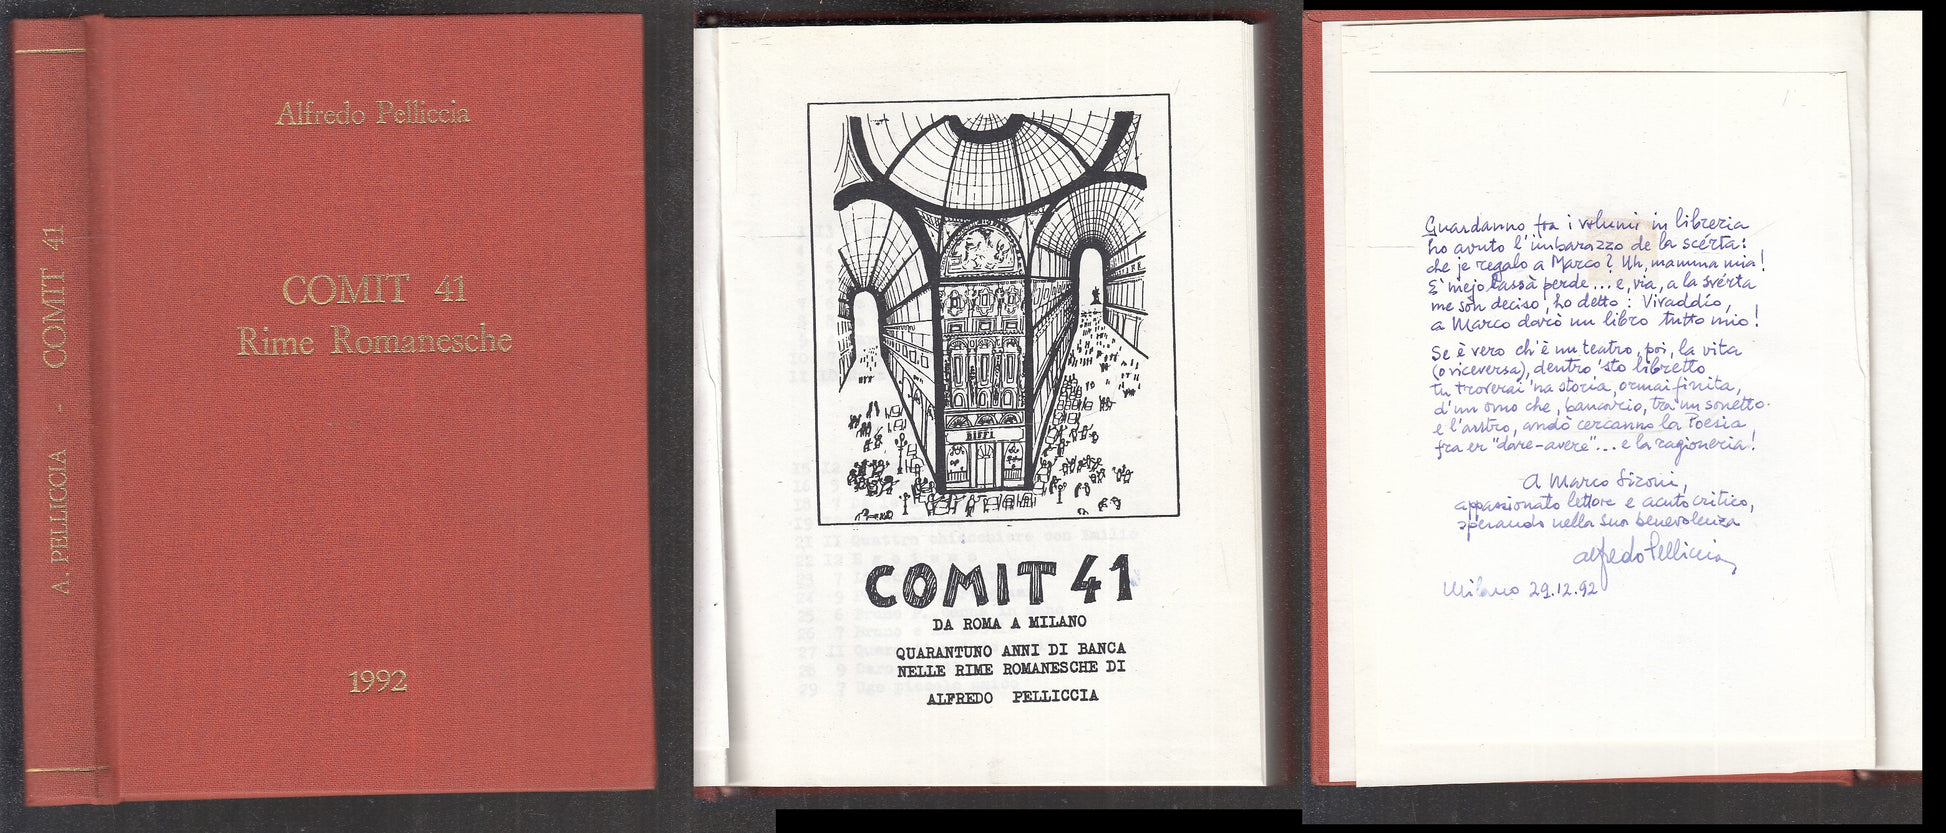 A. PELLICCIA - COMIT 41
Alfredo Pelliccia
COMIT 41
Rime Romanesche
1992
BIFFI
COMIT 41
DA ROMA A MILANO
QUARANTUNO ANNI DI BANCA
NELLE RIME ROMANESCHE DI
ALFREDO PELLICCIA
Guardanno fra i volumi in libreria
ho avuto l'imbarazzo de la scérta:
che je regalo a Marco? Uh, mamma mia!
E' mejo lassà perde... e, via, a la svérta
me son deciso, ho detto: Vivaddio,
a Marco darò un libro tutto mio!
Se è vero ch'è un teatro, poi, la vita
(o viceversa), dentro 'sto libretto
tu troverai 'na storia, ormai finita,
d'un omo che, bancario, tra un sonetto
e l'antro, annò cercanno la Poesia
fra er "dare-avere"... e la ragioneria!
A Marco Sironi,
appassionato lettore e acuto critico,
sperando nella sua benevolenza
Alfredo Pelliccia
Milano 29.12.92